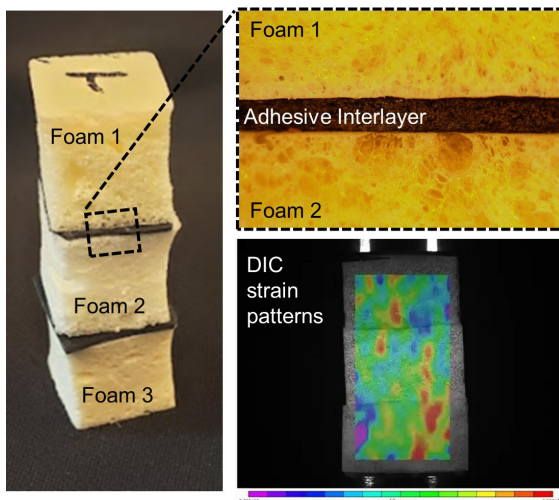 T
Foam 1
Foam 2
Foam 3
Foam 1
Adhesive Interlayer
Foam 2
DIC
strain
patterns